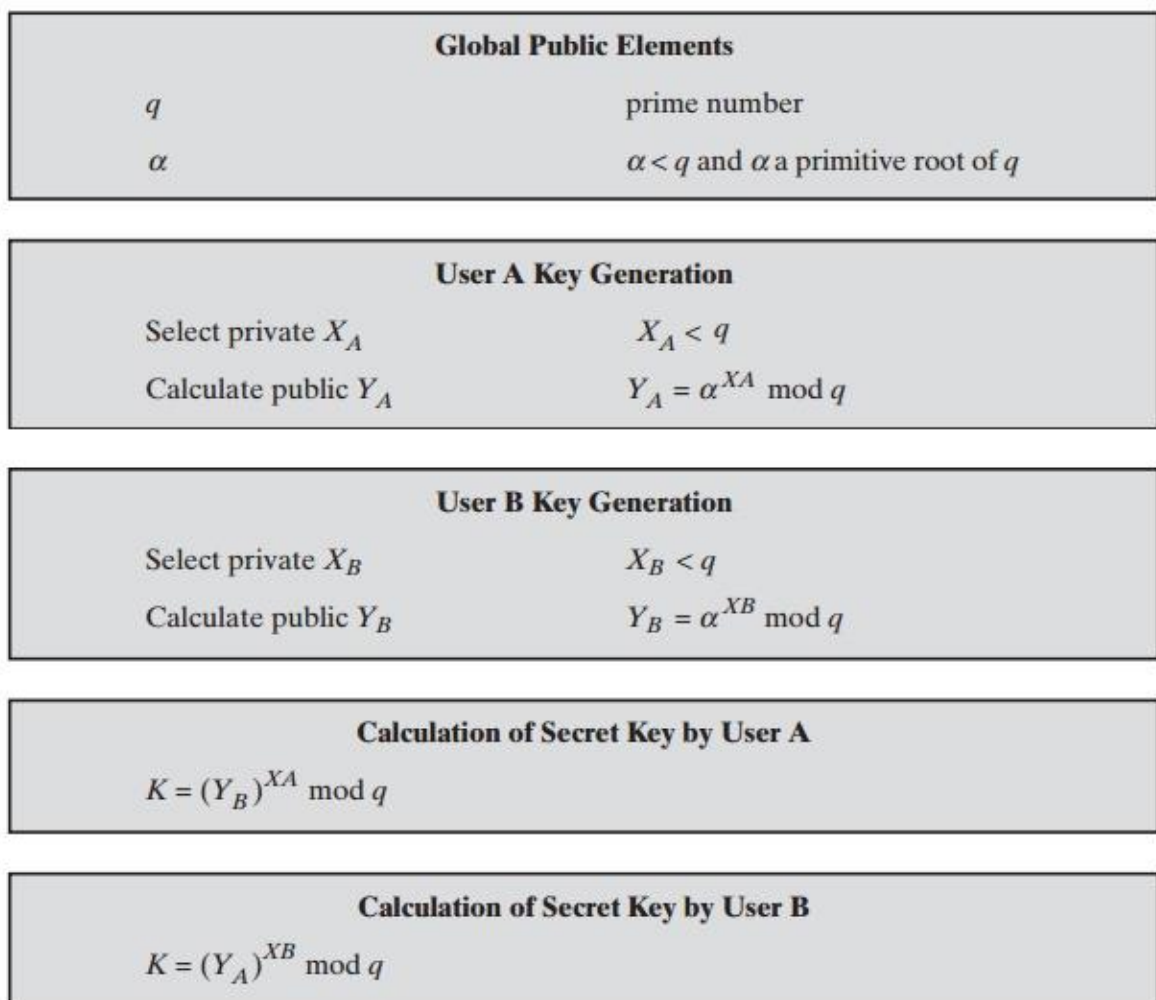 Global Public Elements
q prime number
α α < q and α a primitive root of q
User A Key Generation
Select private X_A X_A < q
Calculate public Y_A Y_A = α^{XA} mod q
User B Key Generation
Select private X_B X_B < q
Calculate public Y_B Y_B = α^{XB} mod q
Calculation of Secret Key by User A
K = (Y_B)^{XA} mod q
Calculation of Secret Key by User B
K = (Y_A)^{XB} mod q